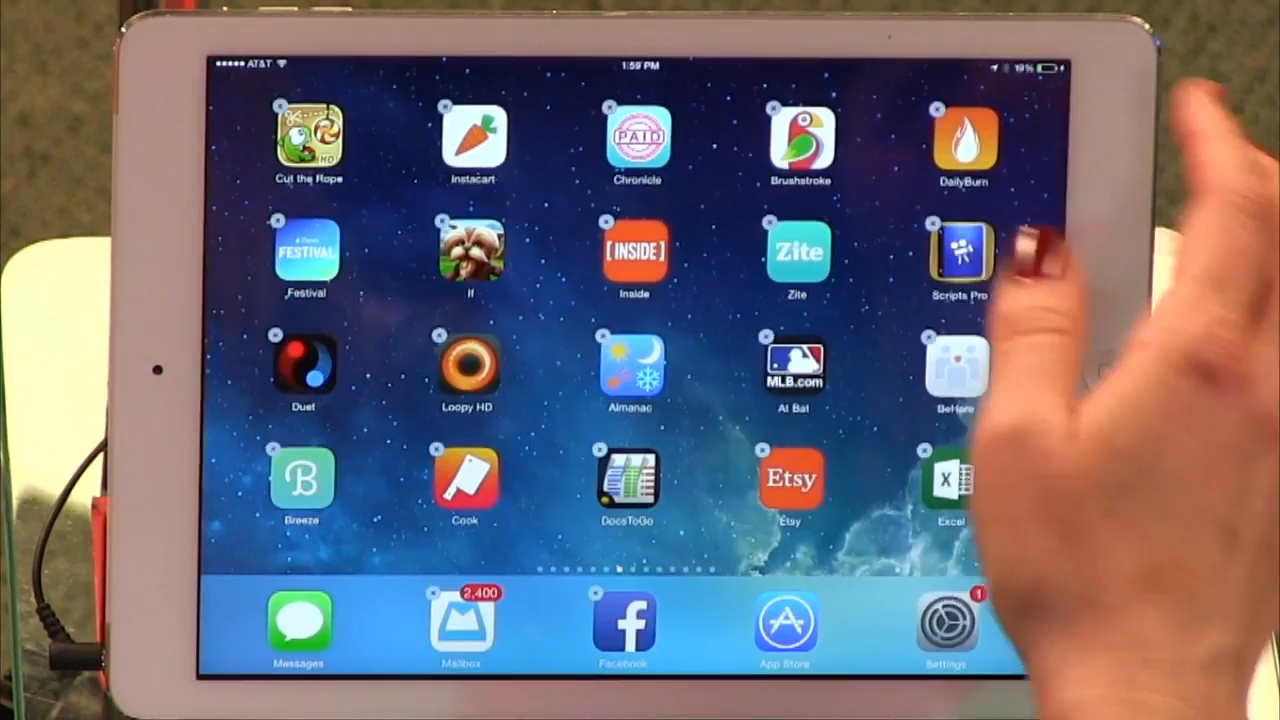 AT&T 1:59 PM 19%
HD
PAID
Cut the Rope Instacart Chronicle Brushstroke DailyBurn
FESTIVAL [INSIDE] Zite
Festival If Inside Zite Scripts Pro
MLB.com
Duet Loopy HD Almanac At Bat BeHere
B Etsy X
Breeze Cook DocsToGo Etsy Excel
2,400 f 1
Messages Mailbox Facebook App Store Settings